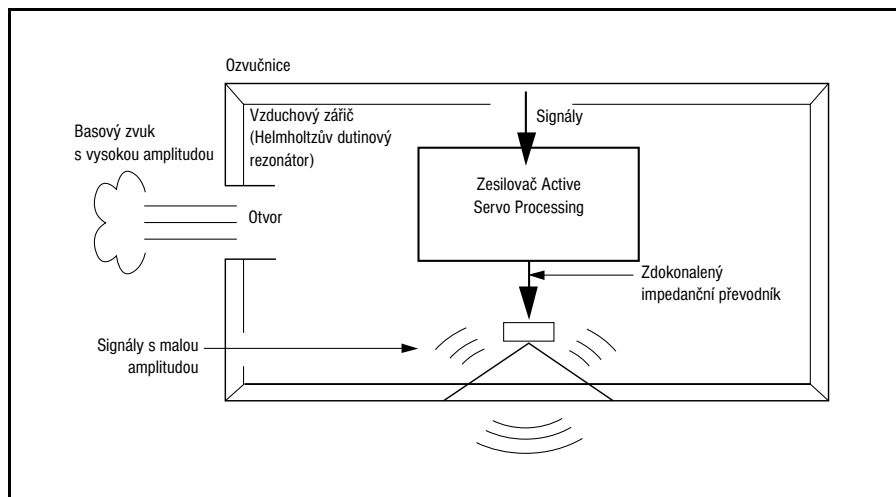 Ozvučnice
Vzduchový zářič
(Helmholtzův dutinový
rezonátor)
Signály
Basový zvuk
s vysokou amplitudou
Zesilovač Active
Servo Processing
Otvor
Zdokonalený
impedanční převodník
Signály s malou
amplitudou